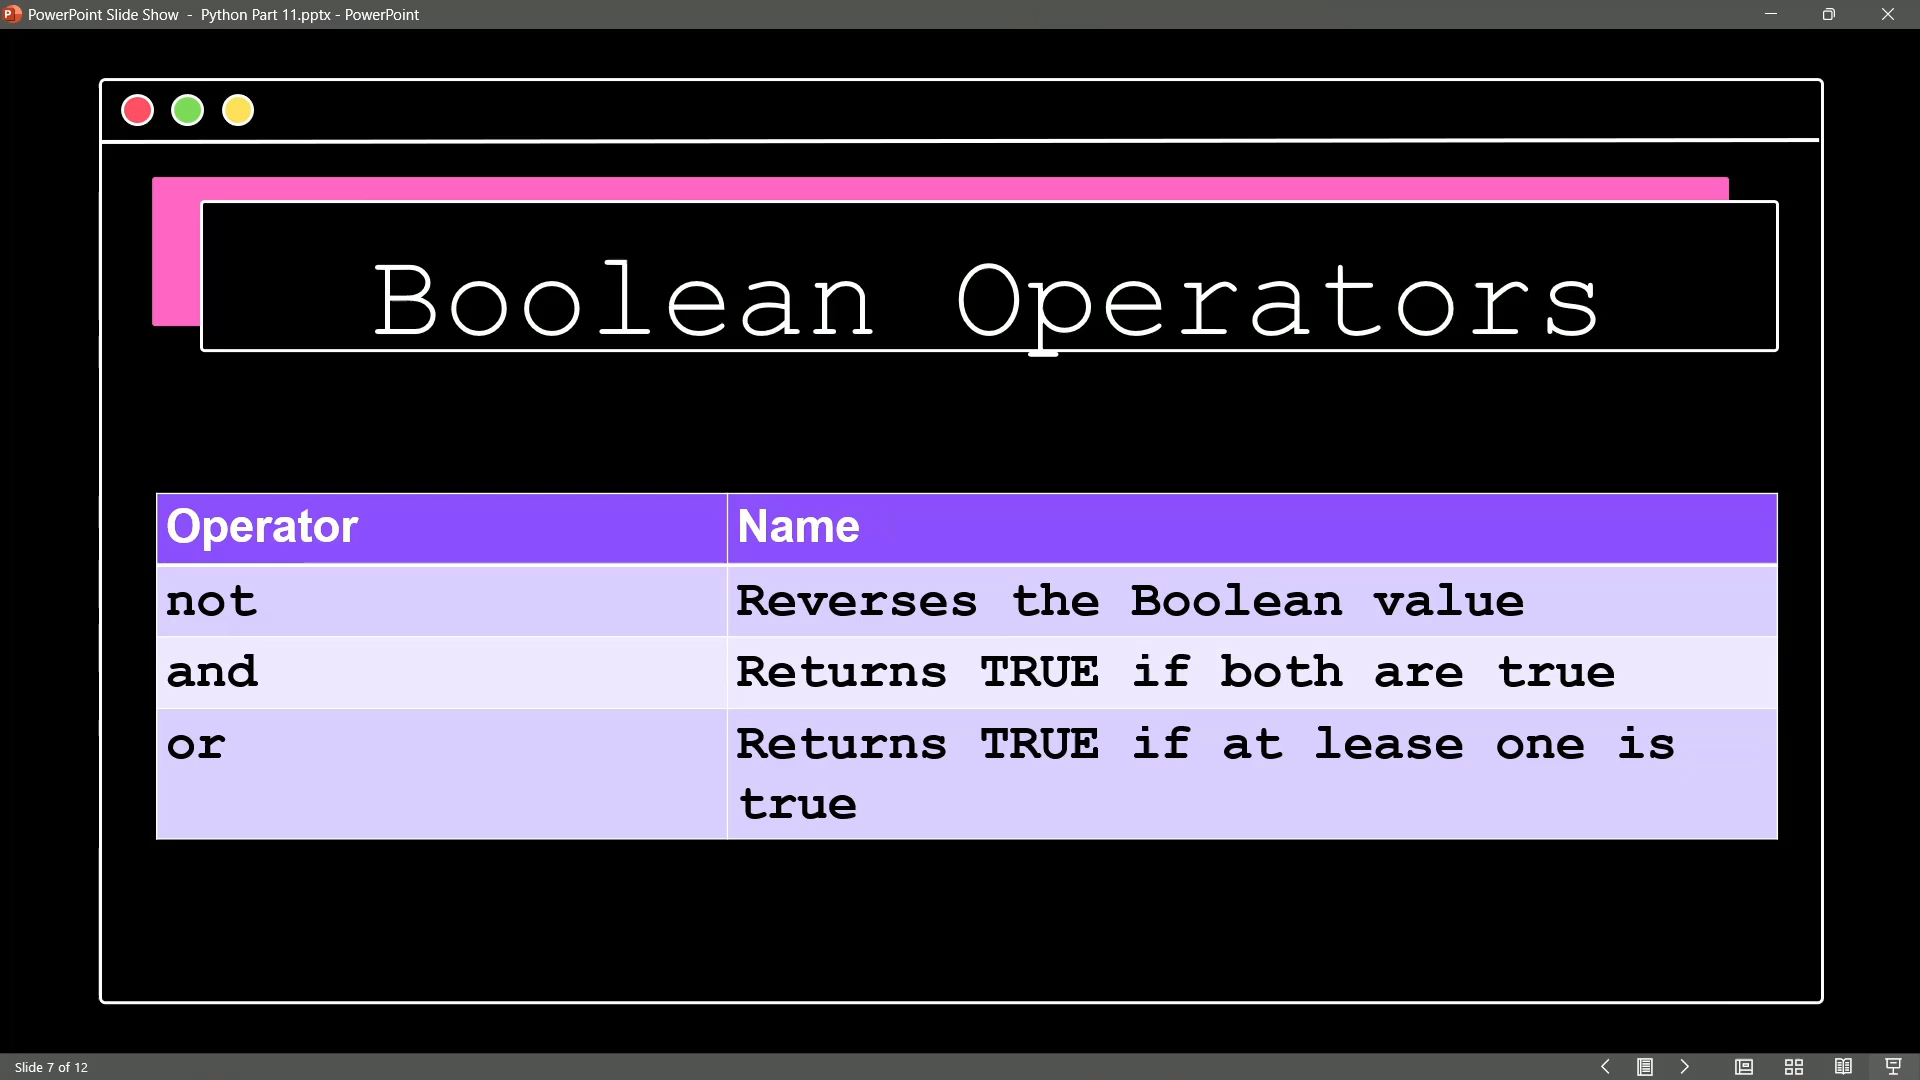 PowerPoint Slide Show - Python Part 11.pptx - PowerPoint
Boolean Operators
Operator Name
not Reverses the Boolean value
and Returns TRUE if both are true
or Returns TRUE if at lease one is
true
Slide 7 of 12